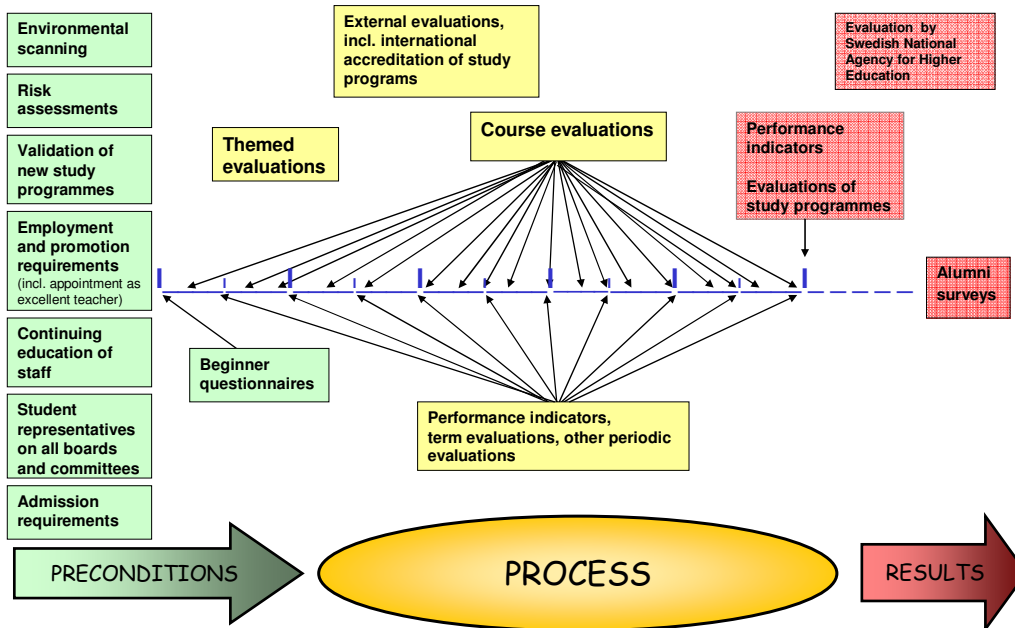 Environmental
scanning
Risk
assessments
Validation of
new study
programmes
Employment
and promotion
requirements
(incl. appointment as
excellent teacher)
Continuing
education of
staff
Student
representatives
on all boards
and committees
Admission
requirements
External evaluations,
incl. international
accreditation of study
programs
Themed
evaluations
Course evaluations
Evaluation by
Swedish National
Agency for Higher
Education
Performance
indicators
Evaluations of
study programmes
Alumni
surveys
Beginner
questionnaires
Performance indicators,
term evaluations, other periodic
evaluations
PRECONDITIONS
PROCESS
RESULTS